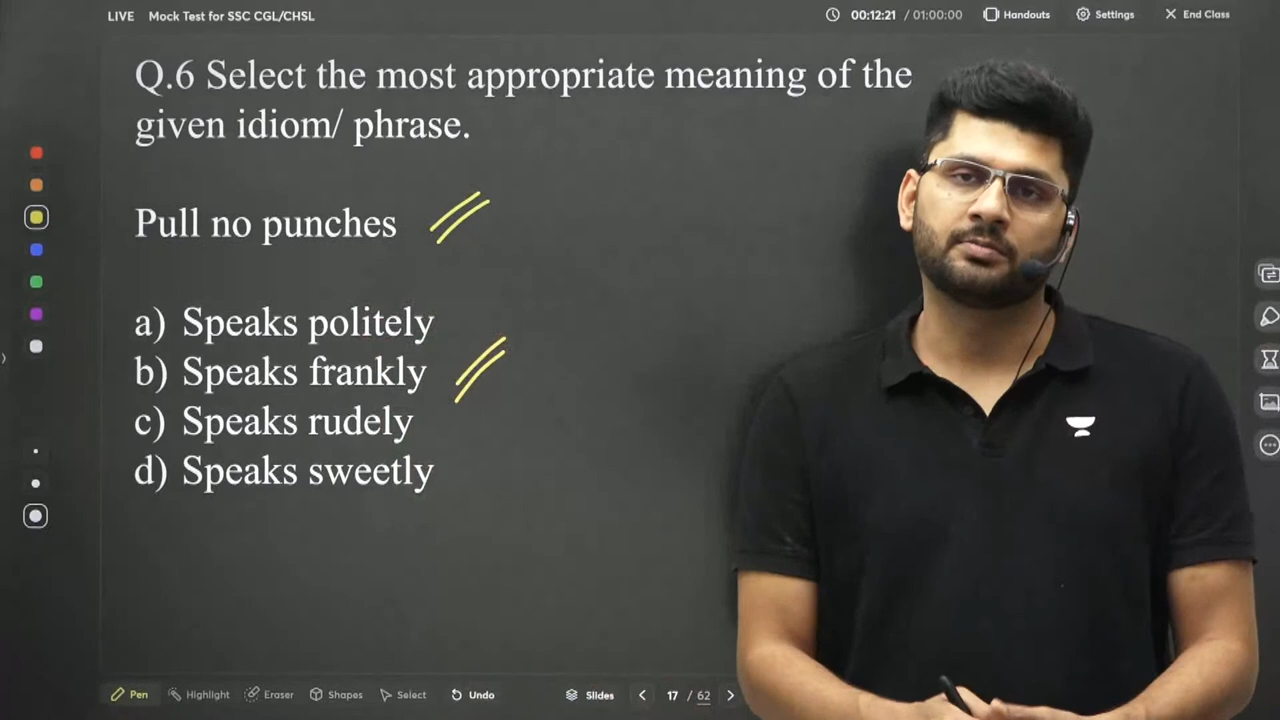 LIVE Mock Test for SSC CGL/CHSL 00:12:21 / 01:00:00 Handouts Settings End Class
Q.6 Select the most appropriate meaning of the
given idiom/ phrase.
Pull no punches
a) Speaks politely
b) Speaks frankly
c) Speaks rudely
d) Speaks sweetly
Pen Highlight Eraser Shapes Select Undo Slides 17 / 62